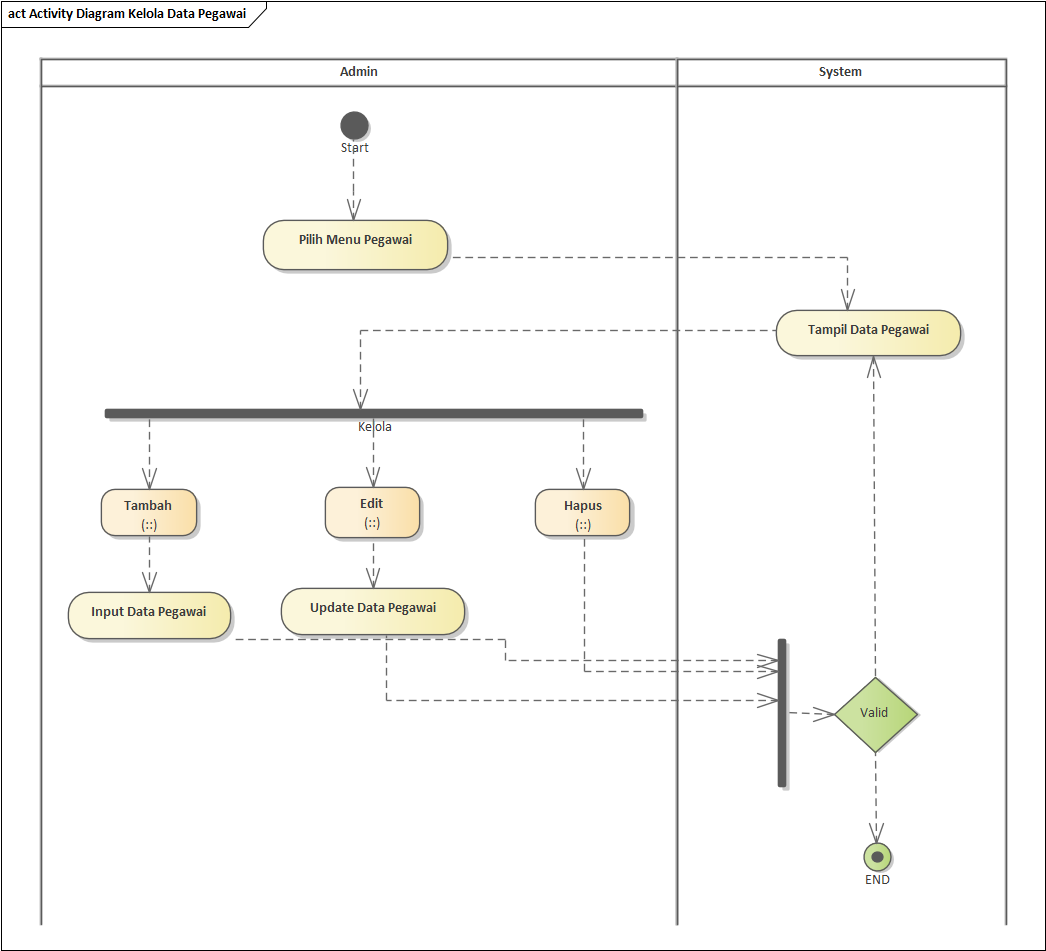 act Activity Diagram Kelola Data Pegawai
Admin
System
Start
Pilih Menu Pegawai
Tampil Data Pegawai
Kelola
Tambah
(::)
Edit
(::)
Hapus
(::)
Input Data Pegawai
Update Data Pegawai
Valid
END